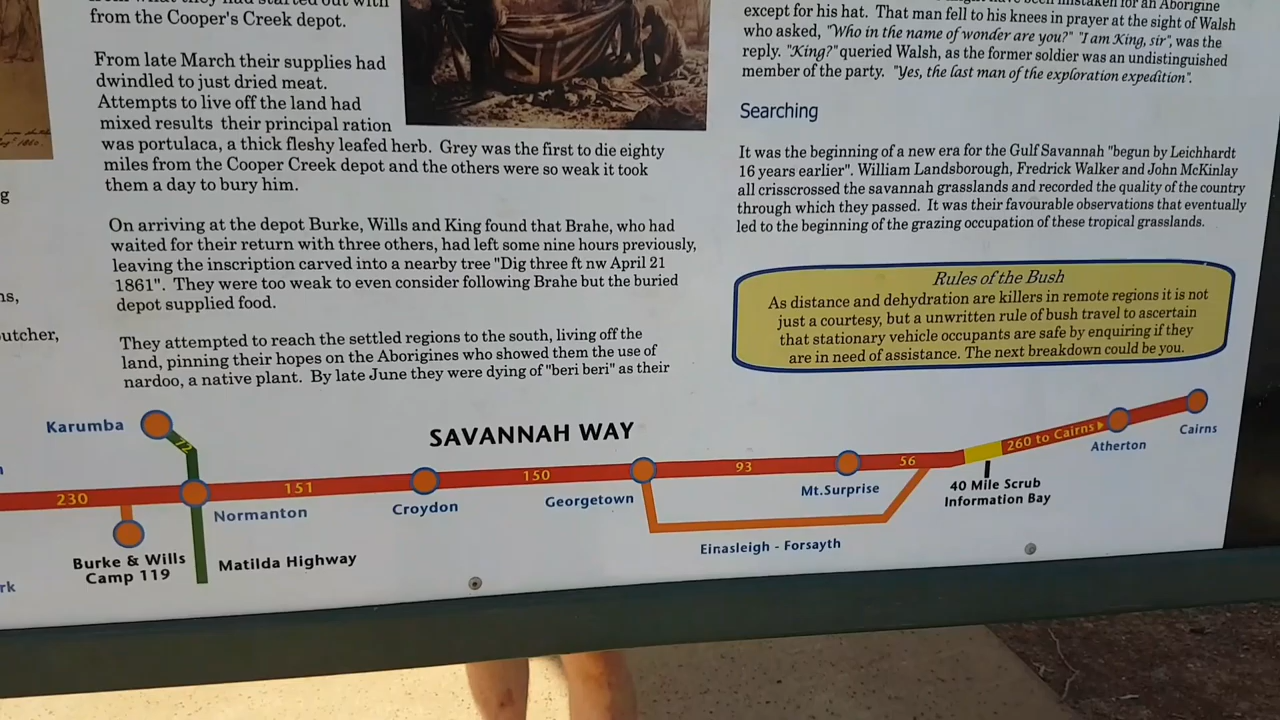 from what they had started out with
from the Cooper's Creek depot.
From late March their supplies had
dwindled to just dried meat.
Attempts to live off the land had
mixed results their principal ration
was portulaca, a thick fleshy leafed herb. Grey was the first to die eighty
miles from the Cooper Creek depot and the others were so weak it took
them a day to bury him.
On arriving at the depot Burke, Wills and King found that Brahe, who had
waited for their return with three others, had left some nine hours previously,
leaving the inscription carved into a nearby tree "Dig three ft nw April 21
1861". They were too weak to even consider following Brahe but the buried
depot supplied food.
They attempted to reach the settled regions to the south, living off the
land, pinning their hopes on the Aborigines who showed them the use of
nardoo, a native plant. By late June they were dying of "beri beri" as their
have been mistaken for an Aborigine
except for his hat. That man fell to his knees in prayer at the sight of Walsh
who asked, "Who in the name of wonder are you?" "I am King, sir", was the
reply. "King?" queried Walsh, as the former soldier was an undistinguished
member of the party. "Yes, the last man of the exploration expedition".
Searching
It was the beginning of a new era for the Gulf Savannah "begun by Leichhardt
16 years earlier". William Landsborough, Fredrick Walker and John McKinlay
all crisscrossed the savannah grasslands and recorded the quality of the country
through which they passed. It was their favourable observations that eventually
led to the beginning of the grazing occupation of these tropical grasslands.
Rules of the Bush
As distance and dehydration are killers in remote regions it is not
just a courtesy, but a unwritten rule of bush travel to ascertain
that stationary vehicle occupants are safe by enquiring if they
are in need of assistance. The next breakdown could be you.
SAVANNAH WAY
Karumba
72
230
151
150
93
56
260 to Cairns
Cairns
Atherton
40 Mile Scrub
Information Bay
Mt.Surprise
Georgetown
Croydon
Normanton
Einasleigh - Forsyth
Burke & Wills
Camp 119
Matilda Highway